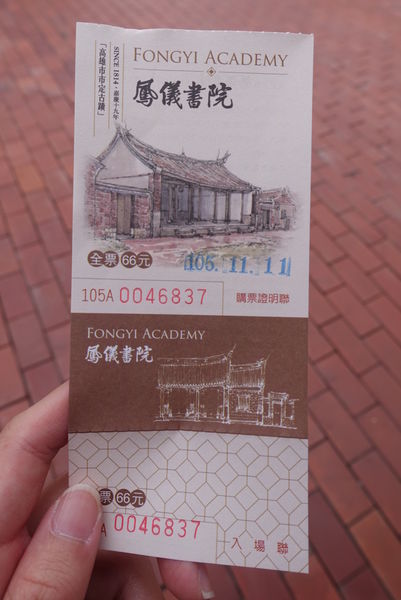 FONGYI ACADEMY
鳳儀書院
SINCE 1814 · 嘉慶十九年
「高雄市市定古蹟」
全票 66元
105. 11. 11
105A 0046837
購票證明聯
FONGYI ACADEMY
鳳儀書院
票 66元
A 0046837
入場聯